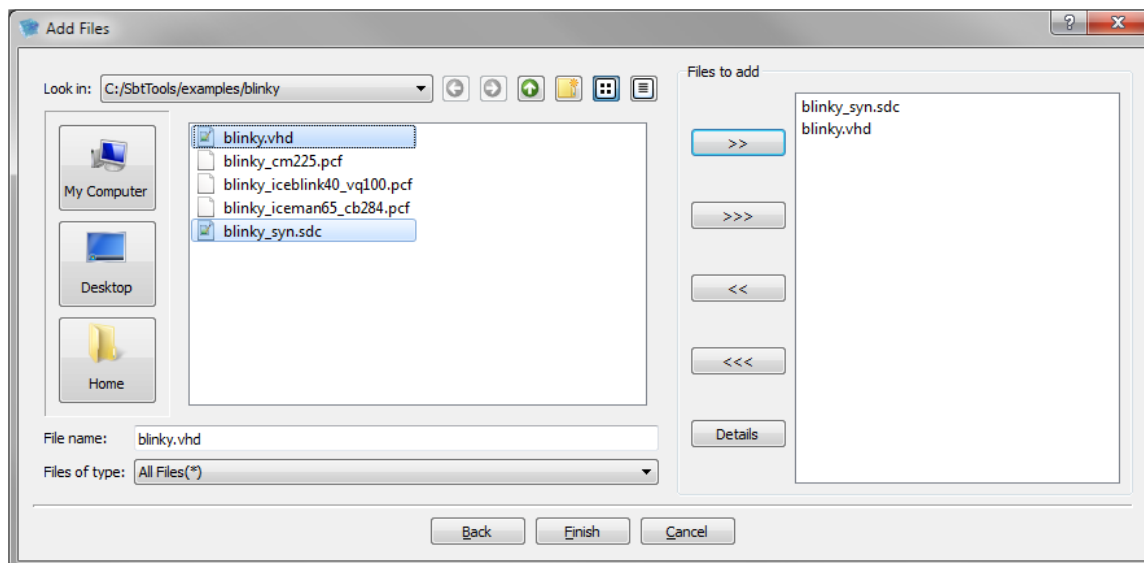 Add Files
Look in: C:/SbtTools/examples/blinky
My Computer
Desktop
Home
blinky.vhd
blinky_cm225.pcf
blinky_iceblink40_vq100.pcf
blinky_iceman65_cb284.pcf
blinky_syn.sdc
File name: blinky.vhd
Files of type: All Files(*)
>>
>>>
<<
<<<
Details
Files to add
blinky_syn.sdc
blinky.vhd
Back Finish Cancel